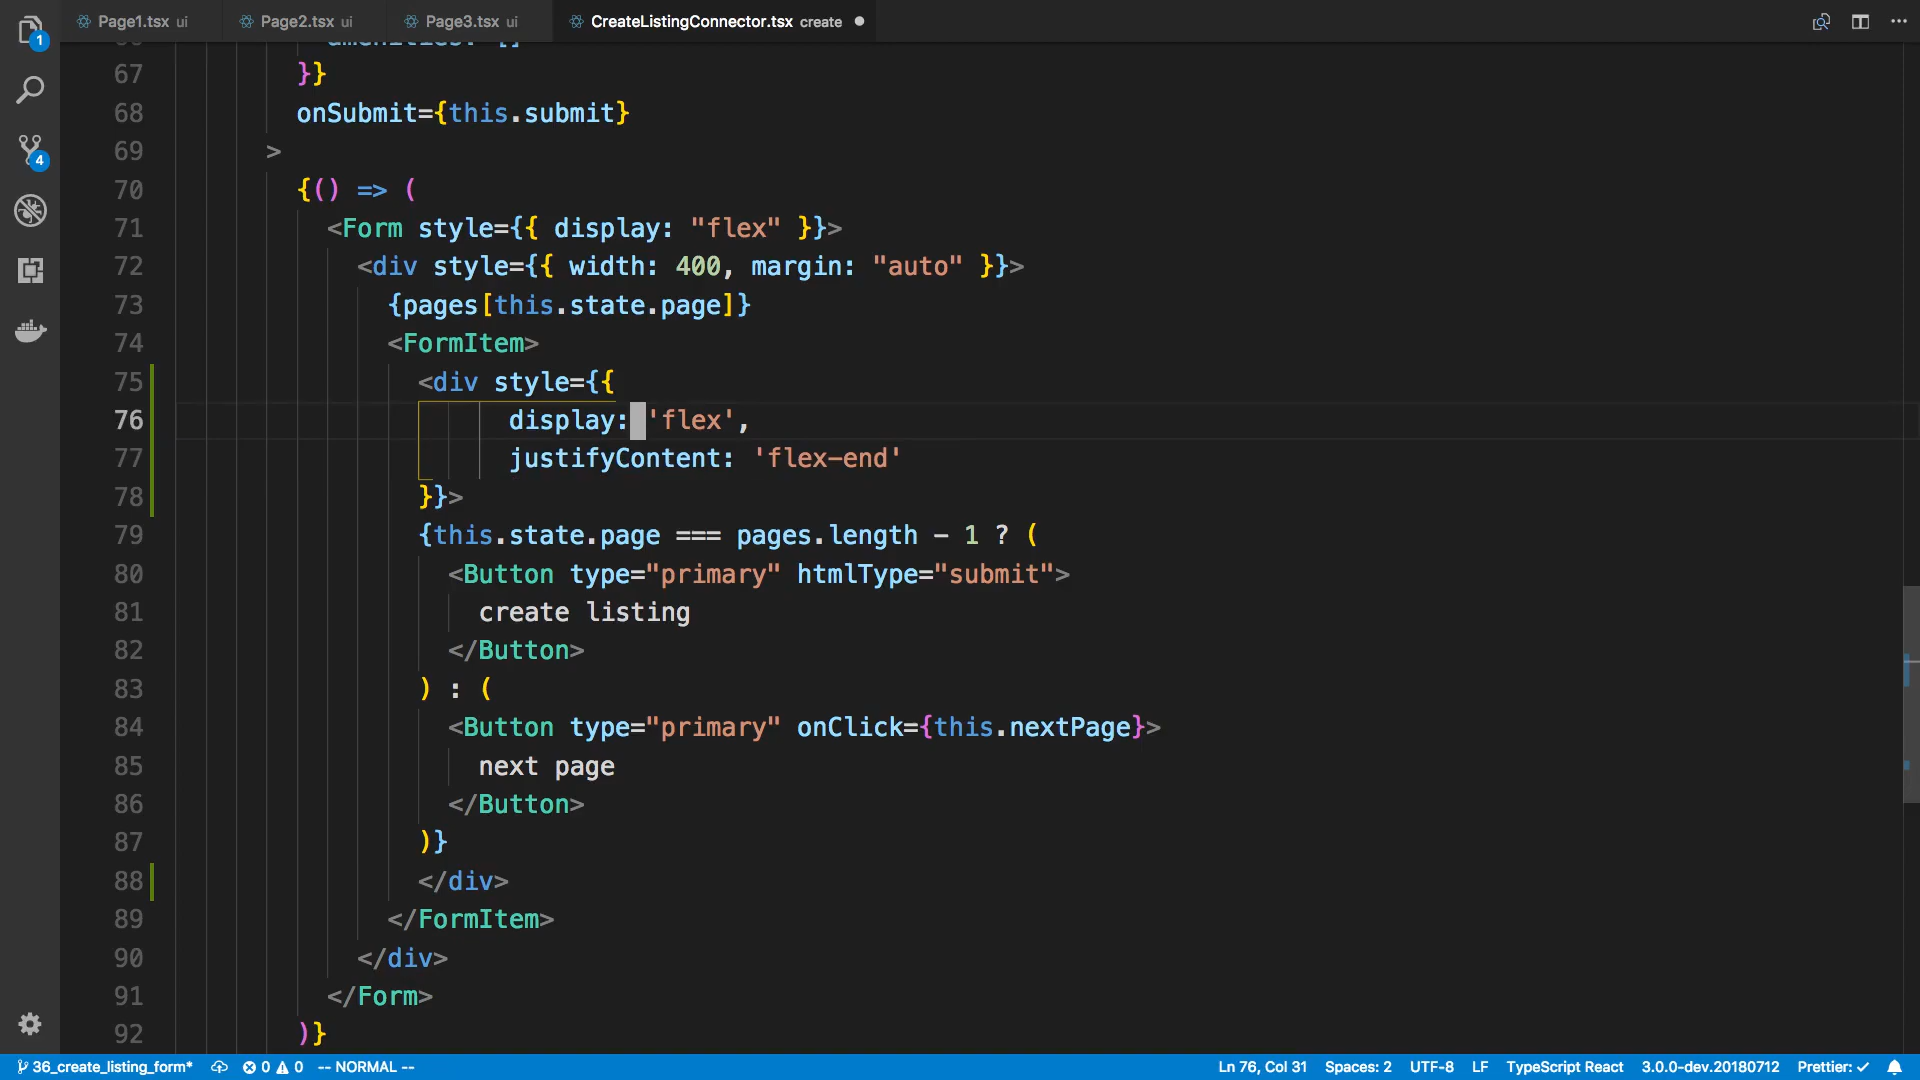 Page1.tsx ui Page2.tsx ui Page3.tsx ui CreateListingConnector.tsx create
1
4
amenities: []
67 }}
68 onSubmit={this.submit}
69 >
70 {() => (
71 <Form style={{ display: "flex" }}>
72 <div style={{ width: 400, margin: "auto" }}>
73 {pages[this.state.page]}
74 <FormItem>
75 <div style={{
76 display: 'flex',
77 justifyContent: 'flex-end'
78 }}>
79 {this.state.page === pages.length - 1 ? (
80 <Button type="primary" htmlType="submit">
81 create listing
82 </Button>
83 ) : (
84 <Button type="primary" onClick={this.nextPage}>
85 next page
86 </Button>
87 )}
88 </div>
89 </FormItem>
90 </div>
91 </Form>
92 )}
36_create_listing_form* 0 0 -- NORMAL -- Ln 76, Col 31 Spaces: 2 UTF-8 LF TypeScript React 3.0.0-dev.20180712 Prettier: ✓